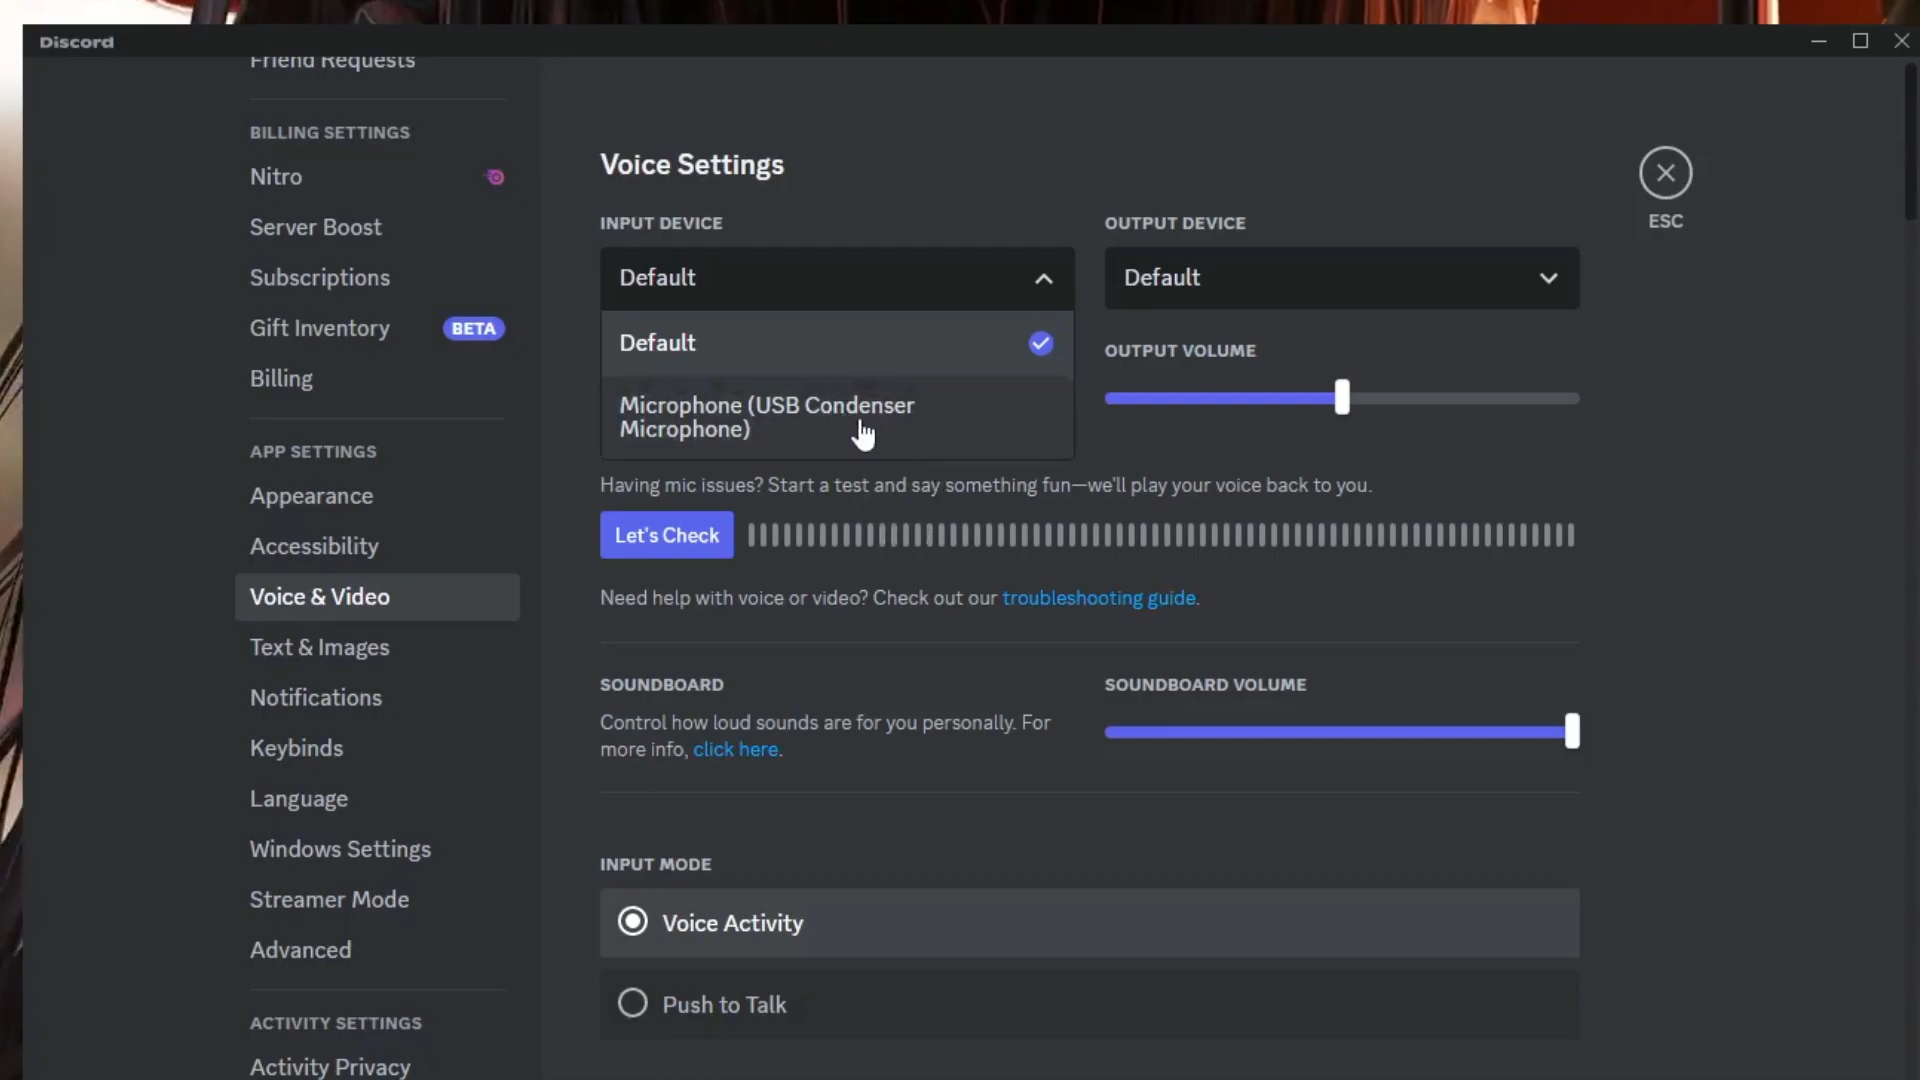 Discord
Friend Requests
BILLING SETTINGS
Nitro
Server Boost
Subscriptions
Gift Inventory BETA
Billing
APP SETTINGS
Appearance
Accessibility
Voice & Video
Text & Images
Notifications
Keybinds
Language
Windows Settings
Streamer Mode
Advanced
ACTIVITY SETTINGS
Activity Privacy
Voice Settings
INPUT DEVICE
Default
Default
Microphone (USB Condenser
Microphone)
OUTPUT DEVICE
Default
OUTPUT VOLUME
ESC
Having mic issues? Start a test and say something fun—we'll play your voice back to you.
Let's Check
Need help with voice or video? Check out our troubleshooting guide.
SOUNDBOARD
Control how loud sounds are for you personally. For
more info, click here.
SOUNDBOARD VOLUME
INPUT MODE
Voice Activity
Push to Talk